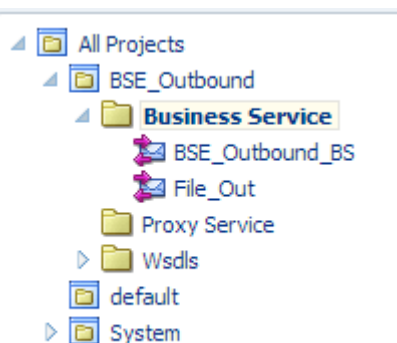 All Projects
BSE_Outbound
Business Service
BSE_Outbound_BS
File_Out
Proxy Service
Wsdls
default
System